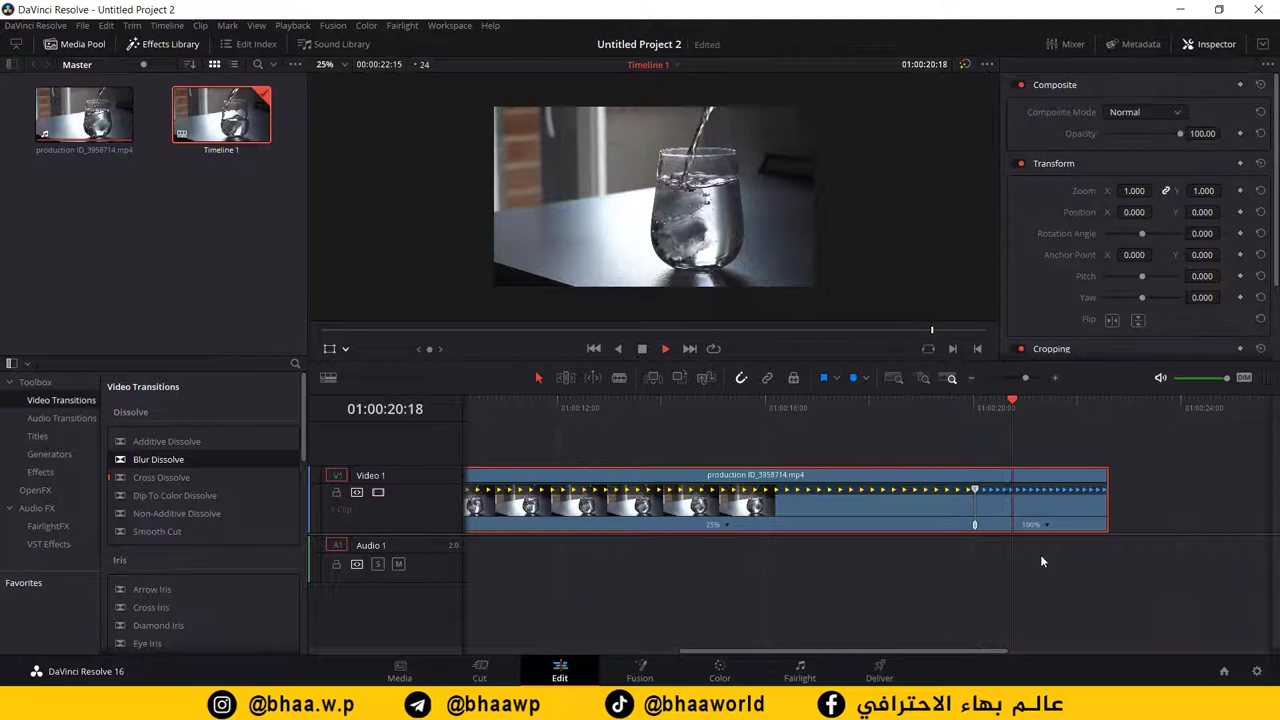 DaVinci Resolve - Untitled Project 2
DaVinci Resolve File Edit Trim Timeline Clip Mark View Playback Fusion Color Fairlight Workspace Help
Media Pool Effects Library Edit Index Sound Library Untitled Project 2 Edited Mixer Metadata Inspector
Master 25% 00:00:22:15 24 Timeline 1 01:00:20:18
production ID_3958714.mp4 Timeline 1
Composite
Composite Mode Normal
Opacity 100.00
Transform
Zoom X 1.000 Y 1.000
Position X 0.000 Y 0.000
Rotation Angle 0.000
Anchor Point X 0.000 Y 0.000
Pitch 0.000
Yaw 0.000
Flip
Cropping
Toolbox
Video Transitions
Audio Transitions
Titles
Generators
Effects
OpenFX
Audio FX
FairlightFX
VST Effects
Favorites
Video Transitions
Dissolve
Additive Dissolve
Blur Dissolve
Cross Dissolve
Dip To Color Dissolve
Non-Additive Dissolve
Smooth Cut
Iris
Arrow Iris
Cross Iris
Diamond Iris
Eye Iris
DIM
01:00:20:18 01:00:12:00 01:00:16:00 01:00:20:00 01:00:24:00
V1 Video 1 production ID_3958714.mp4
1 Clip
25% 100%
A1 Audio 1 2.0
S M
DaVinci Resolve 16 Media Cut Edit Fusion Color Fairlight Deliver
@bhaa.w.p @bhaawp @bhaaworld عالم بهاء الاحترافي